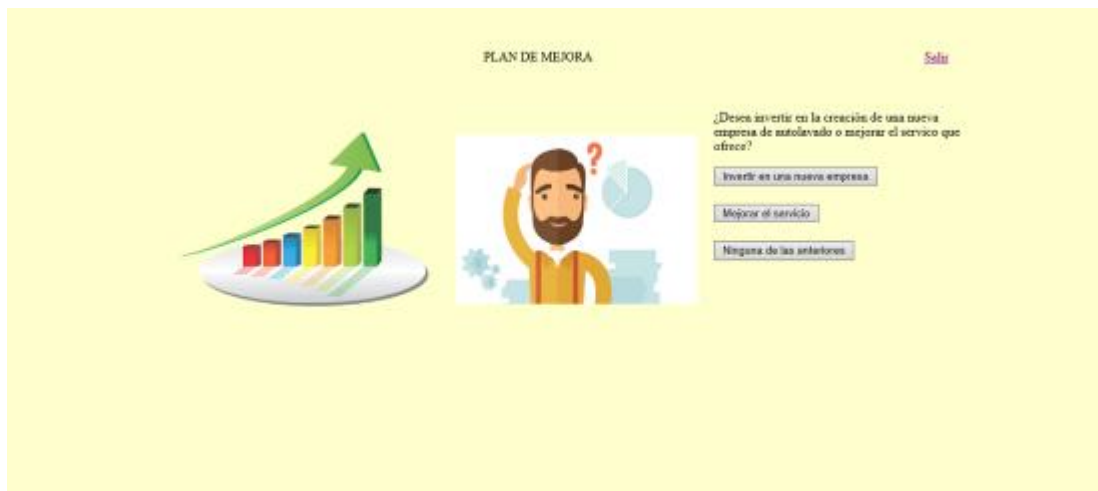 PLAN DE MEJORA
Salir
¿Desea invertir en la creación de una nueva
empresa de autolavado o mejorar el servico que
ofrece?
Invertir en una nueva empresa
Mejorar el servicio
Ninguna de las anteriores
?